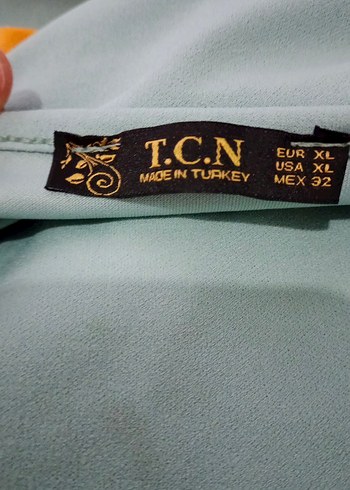 T.C.N
MADE IN TURKEY
EUR XL
USA XL
MEX 32